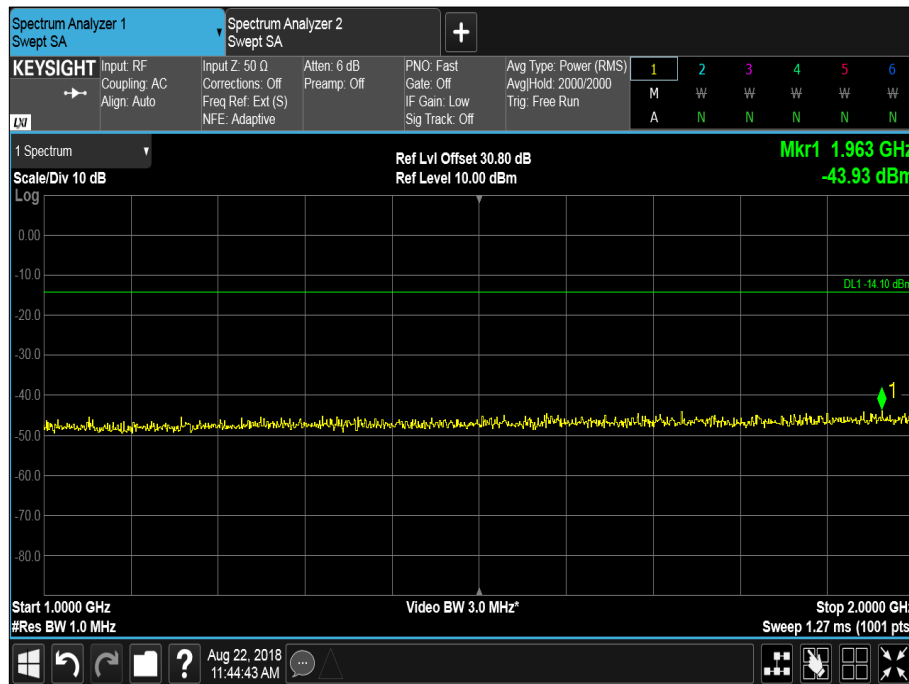 Spectrum Analyzer 1
Swept SA
Spectrum Analyzer 2
Swept SA
+
KEYSIGHT
LXI
Input: RF
Coupling: AC
Align: Auto
Input Z: 50 Ω
Corrections: Off
Freq Ref: Ext (S)
NFE: Adaptive
Atten: 6 dB
Preamp: Off
PNO: Fast
Gate: Off
IF Gain: Low
Sig Track: Off
Avg Type: Power (RMS)
Avg|Hold: 2000/2000
Trig: Free Run
1 2 3 4 5 6
M W W W W W
A N N N N N
1 Spectrum
Scale/Div 10 dB
Log
Ref Lvl Offset 30.80 dB
Ref Level 10.00 dBm
Mkr1 1.963 GHz
-43.93 dBm
0.00
-10.0
DL1 -14.10 dBm
-20.0
-30.0
-40.0
1
-50.0
-60.0
-70.0
-80.0
Start 1.0000 GHz
#Res BW 1.0 MHz
Video BW 3.0 MHz*
Stop 2.0000 GHz
Sweep 1.27 ms (1001 pts)
?
Aug 22, 2018
11:44:43 AM